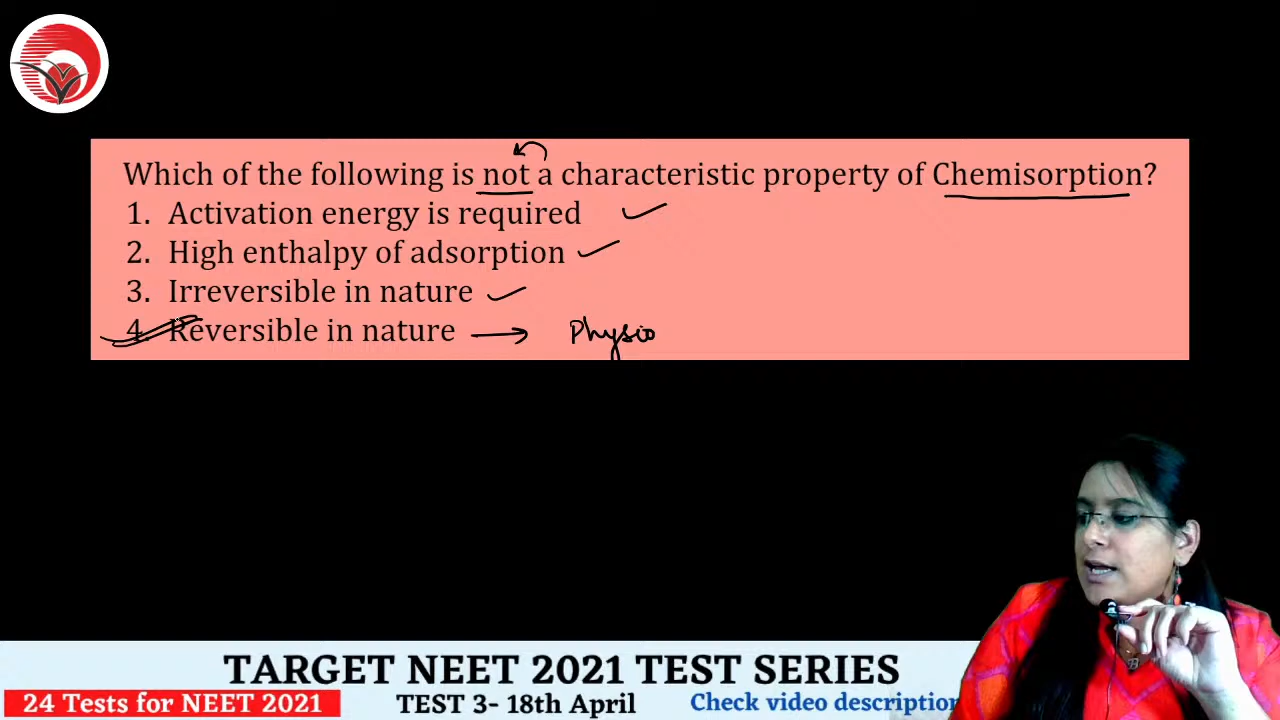 Which of the following is not a characteristic property of Chemisorption?
1. Activation energy is required
2. High enthalpy of adsorption
3. Irreversible in nature
4. Reversible in nature → Physio
TARGET NEET 2021 TEST SERIES
24 Tests for NEET 2021 TEST 3- 18th April Check video description